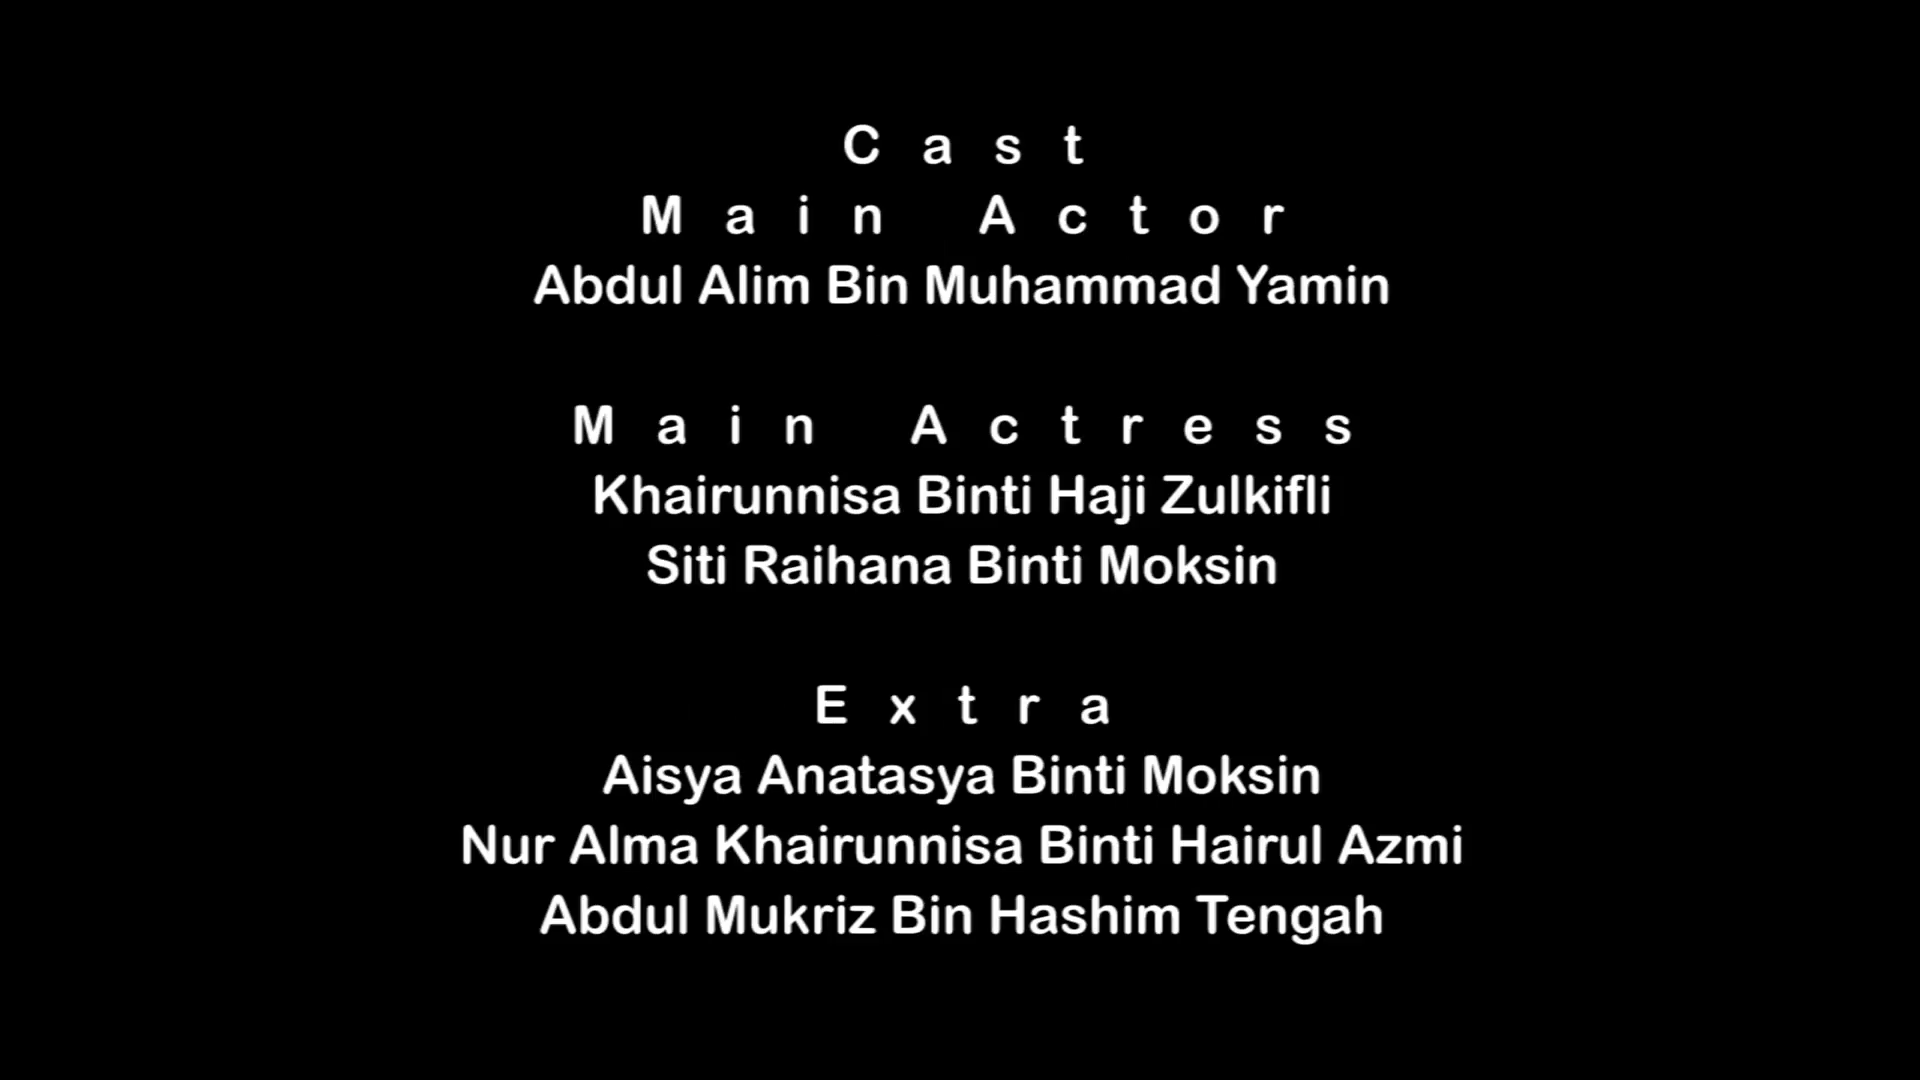 Cast
Main Actor
Abdul Alim Bin Muhammad Yamin
Main Actress
Khairunnisa Binti Haji Zulkifli
Siti Raihana Binti Moksin
Extra
Aisya Anatasya Binti Moksin
Nur Alma Khairunnisa Binti Hairul Azmi
Abdul Mukriz Bin Hashim Tengah